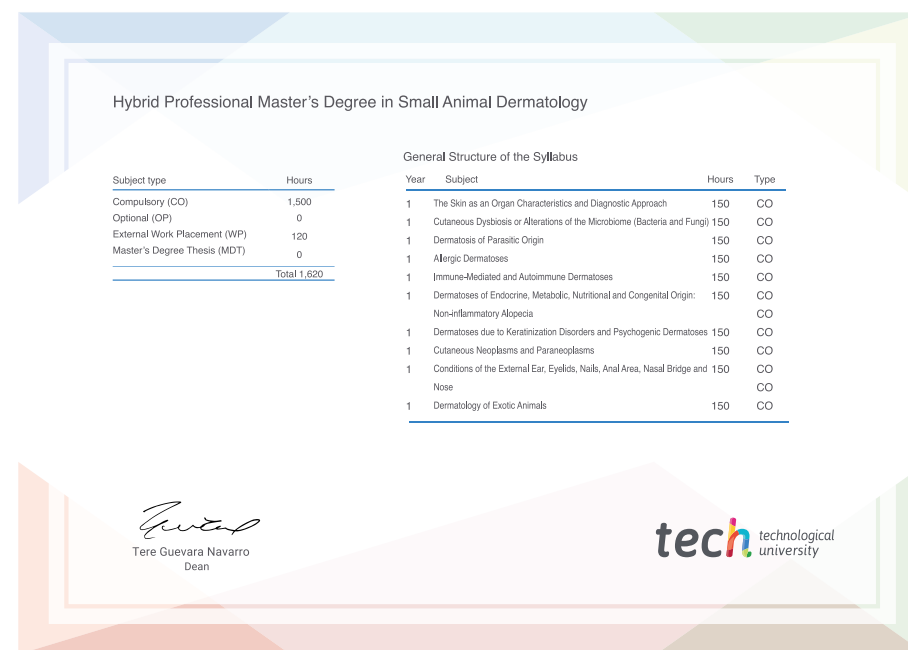 Hybrid Professional Master's Degree in Small Animal Dermatology
General Structure of the Syllabus
Subject type Hours
Compulsory (CO) 1,500
Optional (OP) 0
External Work Placement (WP) 120
Master's Degree Thesis (MDT) 0
Total 1,620
Year Subject Hours Type
1 The Skin as an Organ Characteristics and Diagnostic Approach 150 CO
1 Cutaneous Dysbiosis or Alterations of the Microbiome (Bacteria and Fungi) 150 CO
1 Dermatosis of Parasitic Origin 150 CO
1 Allergic Dermatoses 150 CO
1 Immune-Mediated and Autoimmune Dermatoses 150 CO
1 Dermatoses of Endocrine, Metabolic, Nutritional and Congenital Origin: 150 CO
Non-inflammatory Alopecia CO
1 Dermatoses due to Keratinization Disorders and Psychogenic Dermatoses 150 CO
1 Cutaneous Neoplasms and Paraneoplasms 150 CO
1 Conditions of the External Ear, Eyelids, Nails, Anal Area, Nasal Bridge and 150 CO
Nose CO
1 Dermatology of Exotic Animals 150 CO
Tere Guevara Navarro
Dean
tech technological
university